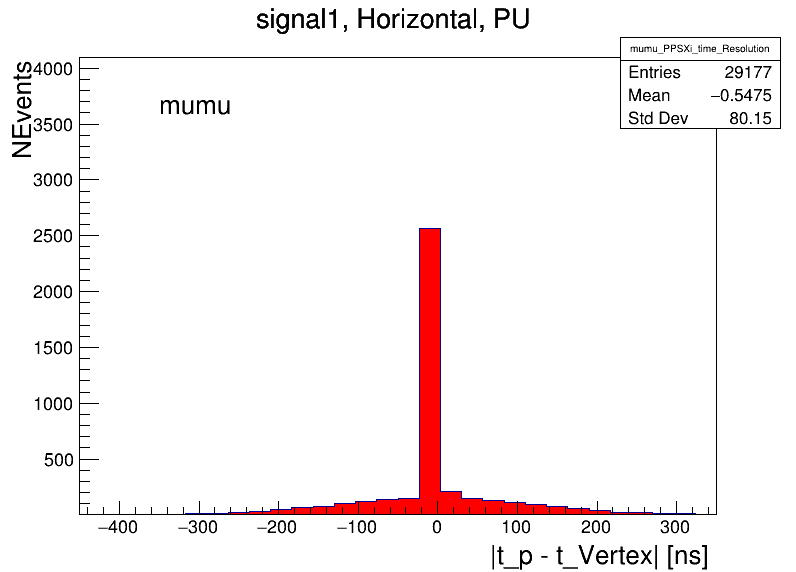 signal1, Horizontal, PU
mumu_PPSXi_time_Resolution
Entries 29177
Mean −0.5475
Std Dev 80.15
NEvents
mumu
4000
3500
3000
2500
2000
1500
1000
500
−400 −300 −200 −100 0 100 200 300
|t_p - t_Vertex| [ns]